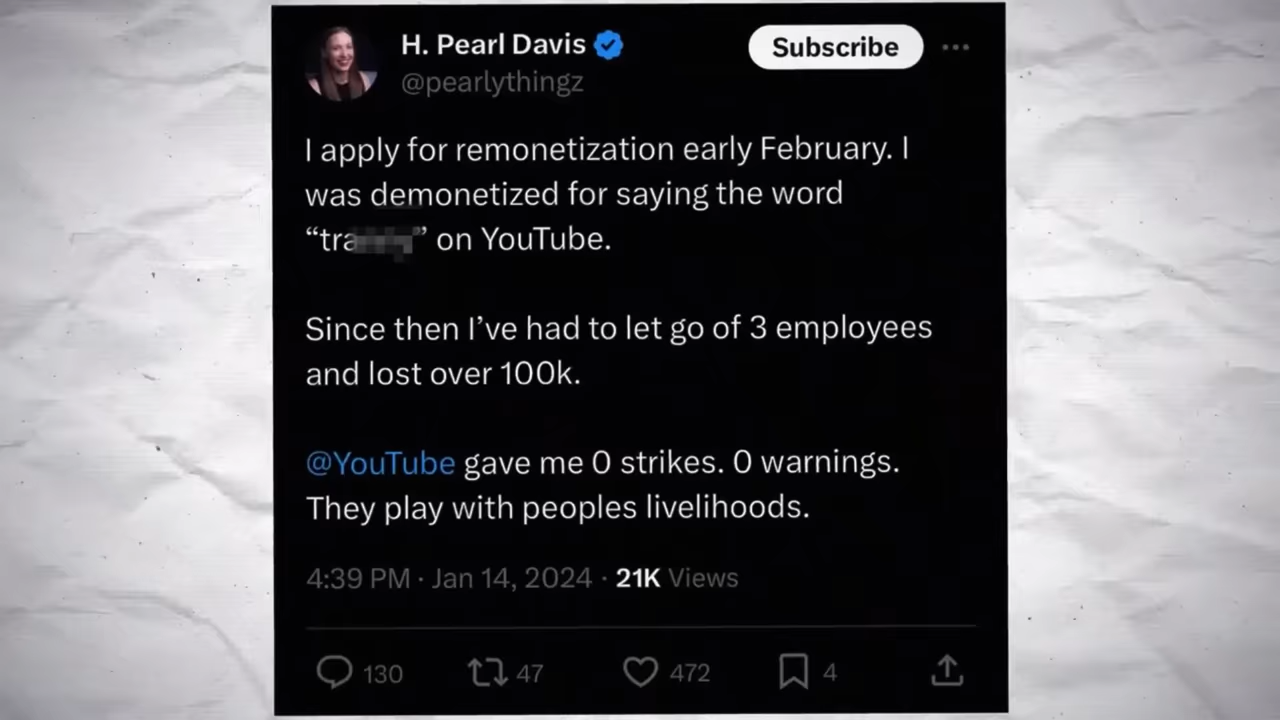 H. Pearl Davis
@pearlythingz
Subscribe
I apply for remonetization early February. I
was demonetized for saying the word
“tra ” on YouTube.
Since then I’ve had to let go of 3 employees
and lost over 100k.
@YouTube gave me 0 strikes. 0 warnings.
They play with peoples livelihoods.
4:39 PM · Jan 14, 2024 · 21K Views
130 47 472 4